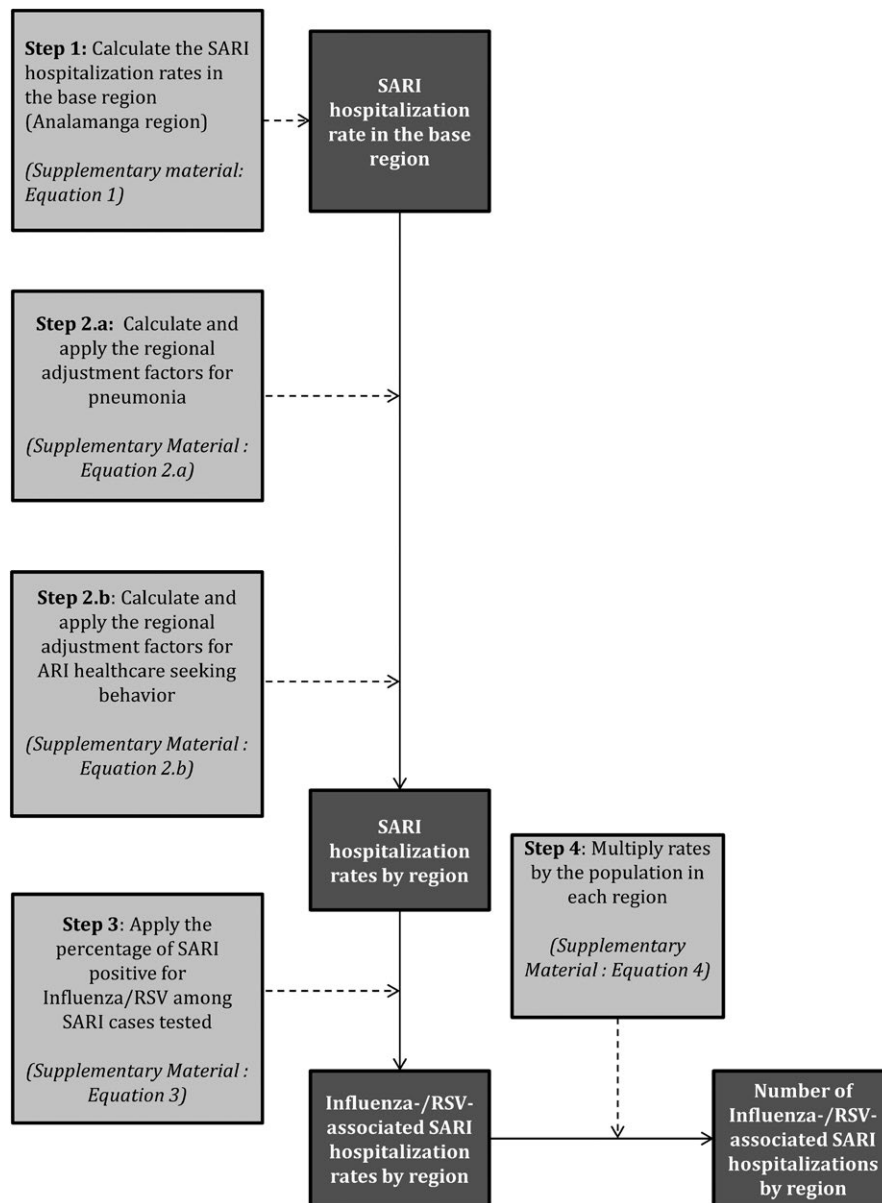 Step 1: Calculate the SARI
hospitalization rates in
the base region
(Analamanga region)
(Supplementary material:
Equation 1)
SARI
hospitalization
rate in the base
region
Step 2.a:  Calculate and
apply the regional
adjustment factors for
pneumonia
(Supplementary Material :
Equation 2.a)
Step 2.b: Calculate and
apply the regional
adjustment factors for
ARI healthcare seeking
behavior
(Supplementary Material :
Equation 2.b)
SARI
hospitalization
rates by region
Step 4: Multiply rates
by the population in
each region
(Supplementary
Material : Equation 4)
Step 3: Apply the
percentage of SARI
positive for
Influenza/RSV among
SARI cases tested
(Supplementary Material :
Equation 3)
Influenza-/RSV-
associated SARI
hospitalization
rates by region
Number of
Influenza-/RSV-
associated SARI
hospitalizations
by region